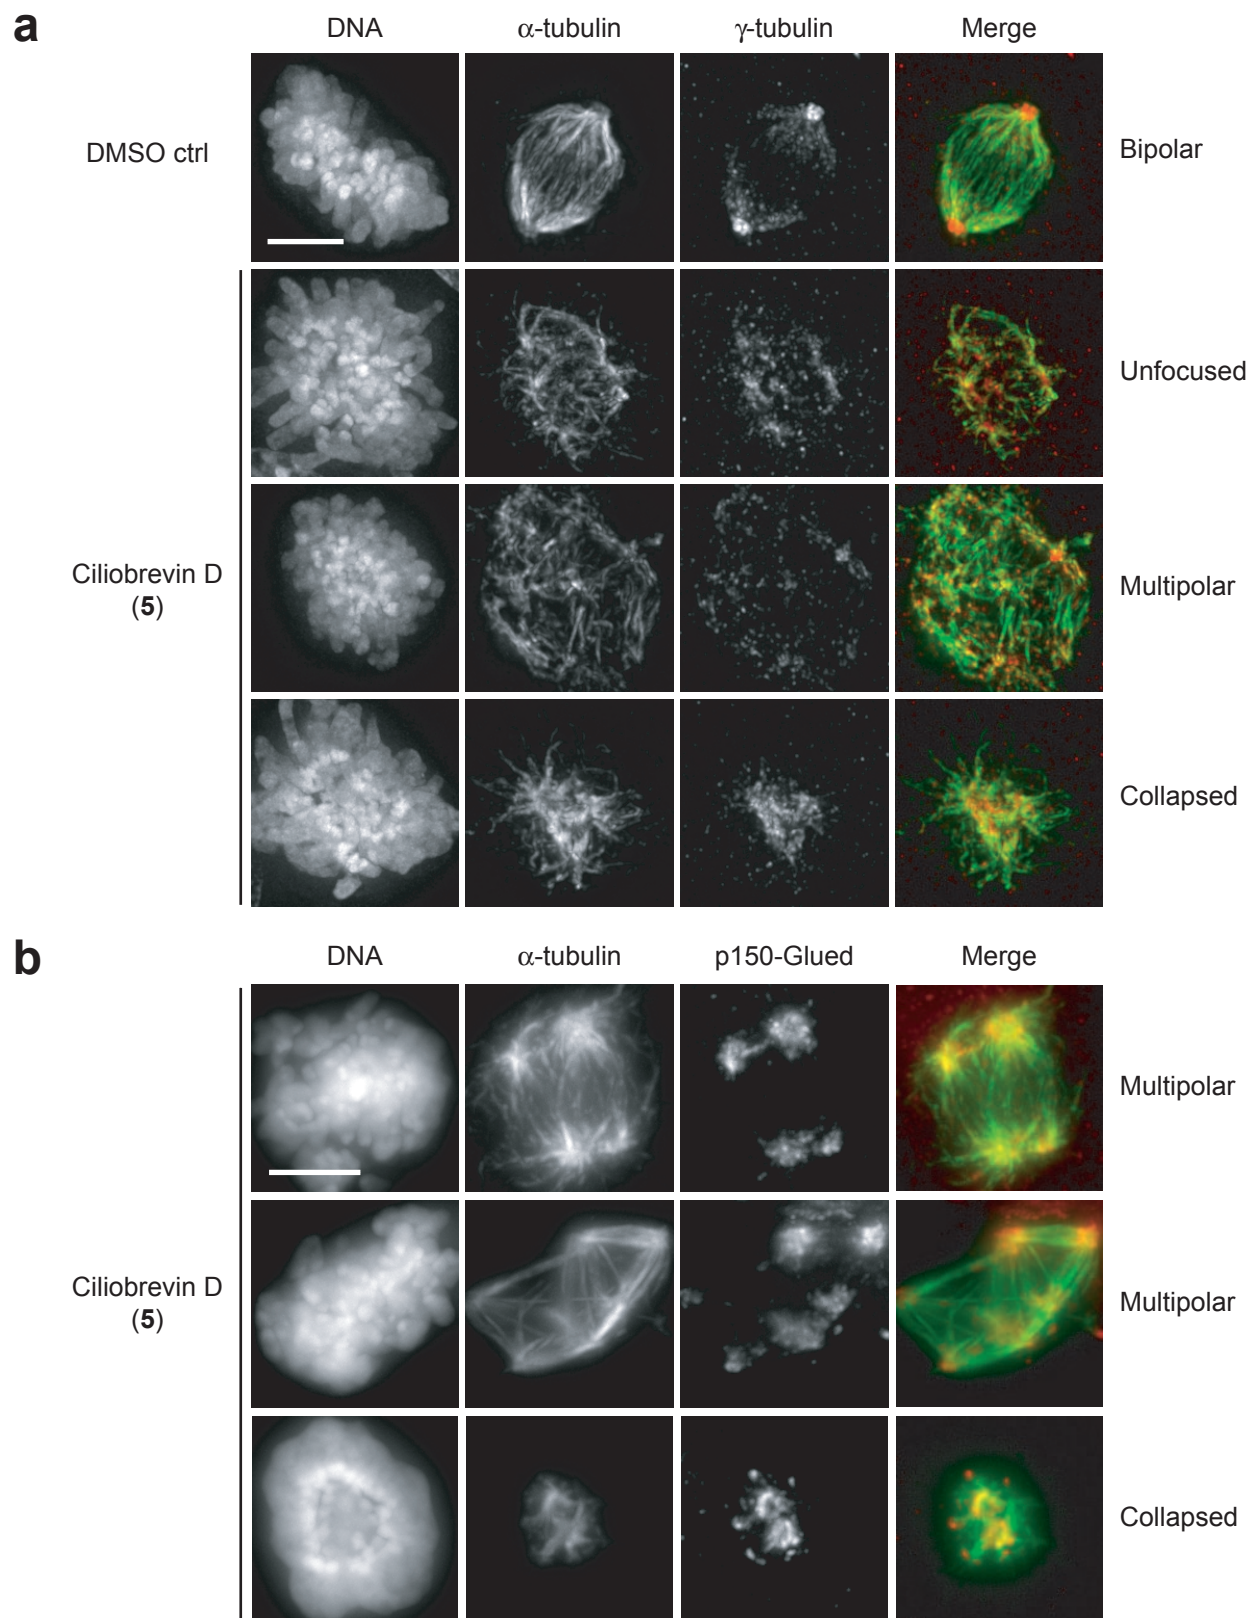 a
DNA α-tubulin γ-tubulin Merge
DMSO ctrl
Bipolar
Unfocused
Ciliobrevin D
(5)
Multipolar
Collapsed
b
DNA α-tubulin p150-Glued Merge
Multipolar
Ciliobrevin D
(5)
Multipolar
Collapsed